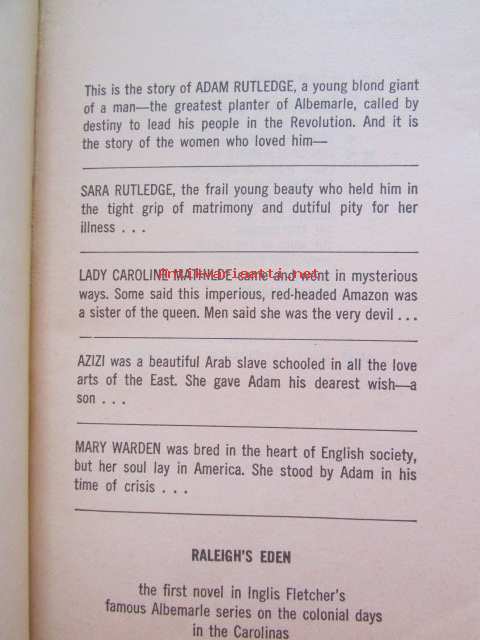 This is the story of ADAM RUTLEDGE, a young blond giant
of a man—the greatest planter of Albemarle, called by
destiny to lead his people in the Revolution. And it is
the story of the women who loved him—
SARA RUTLEDGE, the frail young beauty who held him in
the tight grip of matrimony and dutiful pity for her
illness . . .
LADY CAROLINE MATHILDE came and went in mysterious
ways. Some said this imperious, red-headed Amazon was
a sister of the queen. Men said she was the very devil . . .
AZIZI was a beautiful Arab slave schooled in all the love
arts of the East. She gave Adam his dearest wish—a
son . . .
MARY WARDEN was bred in the heart of English society,
but her soul lay in America. She stood by Adam in his
time of crisis . . .
RALEIGH'S EDEN
the first novel in Inglis Fletcher's
famous Albemarle series on the colonial days
in the Carolinas